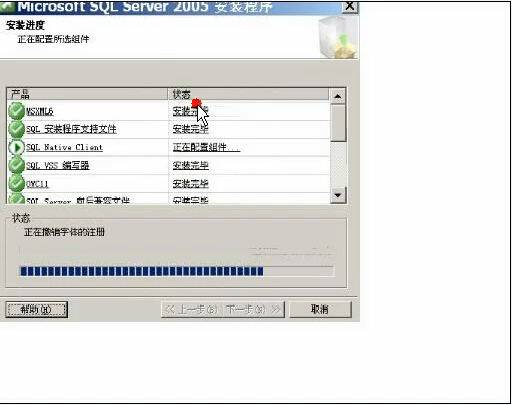 Microsoft SQL Server 2005 安装程序
安装进度
正在配置所选组件
产品 状态
MSXML6 安装完毕
SQL 安装程序支持文件 安装完毕
SQL Native Client 正在配置组件...
SQL VSS 编写器 安装完毕
OWC11 安装完毕
SQL Server 向后兼容文件 安装完毕
状态
正在撤销字体的注册
帮助(H) << 上一步(B) 下一步(N) >> 取消